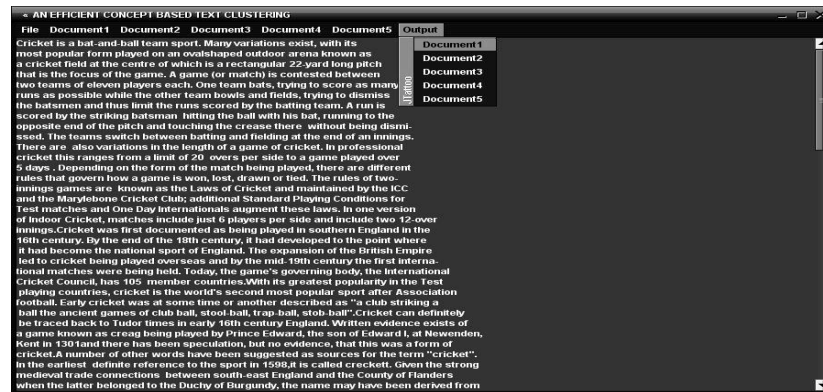 « AN EFFICIENT CONCEPT BASED TEXT CLUSTERING
File Document1 Document2 Document3 Document4 Document5 Output
JTattoo
Document1
Document2
Document3
Document4
Document5
Cricket is a bat-and-ball team sport. Many variations exist, with its
most popular form played on an ovalshaped outdoor arena known as
a cricket field at the centre of which is a rectangular 22-yard long pitch
that is the focus of the game. A game (or match) is contested between
two teams of eleven players each. One team bats, trying to score as many
runs as possible while the other team bowls and fields, trying to dismiss
the batsmen and thus limit the runs scored by the batting team. A run is
scored by the striking batsman hitting the ball with his bat, running to the
opposite end of the pitch and touching the crease there without being dismi-
ssed. The teams switch between batting and fielding at the end of an innings.
There are also variations in the length of a game of cricket. In professional
cricket this ranges from a limit of 20 overs per side to a game played over
5 days . Depending on the form of the match being played, there are different
rules that govern how a game is won, lost, drawn or tied. The rules of two-
innings games are known as the Laws of Cricket and maintained by the ICC
and the Marylebone Cricket Club; additional Standard Playing Conditions for
Test matches and One Day Internationals augment these laws. In one version
of Indoor Cricket, matches include just 6 players per side and include two 12-over
innings.Cricket was first documented as being played in southern England in the
16th century. By the end of the 18th century, it had developed to the point where
it had become the national sport of England. The expansion of the British Empire
led to cricket being played overseas and by the mid-19th century the first interna-
tional matches were being held. Today, the game's governing body, the International
Cricket Council, has 105 member countries.With its greatest popularity in the Test
playing countries, cricket is the world's second most popular sport after Association
football. Early cricket was at some time or another described as "a club striking a
ball the ancient games of club ball, stool-ball, trap-ball, stob-ball".Cricket can definitely
be traced back to Tudor times in early 16th century England. Written evidence exists of
a game known as creag being played by Prince Edward, the son of Edward I, at Newenden,
Kent in 1301and there has been speculation, but no evidence, that this was a form of
cricket.A number of other words have been suggested as sources for the term "cricket".
In the earliest definite reference to the sport in 1598,it is called creckett. Given the strong
medieval trade connections between south-east England and the County of Flanders
when the latter belonged to the Duchy of Burgundy, the name may have been derived from